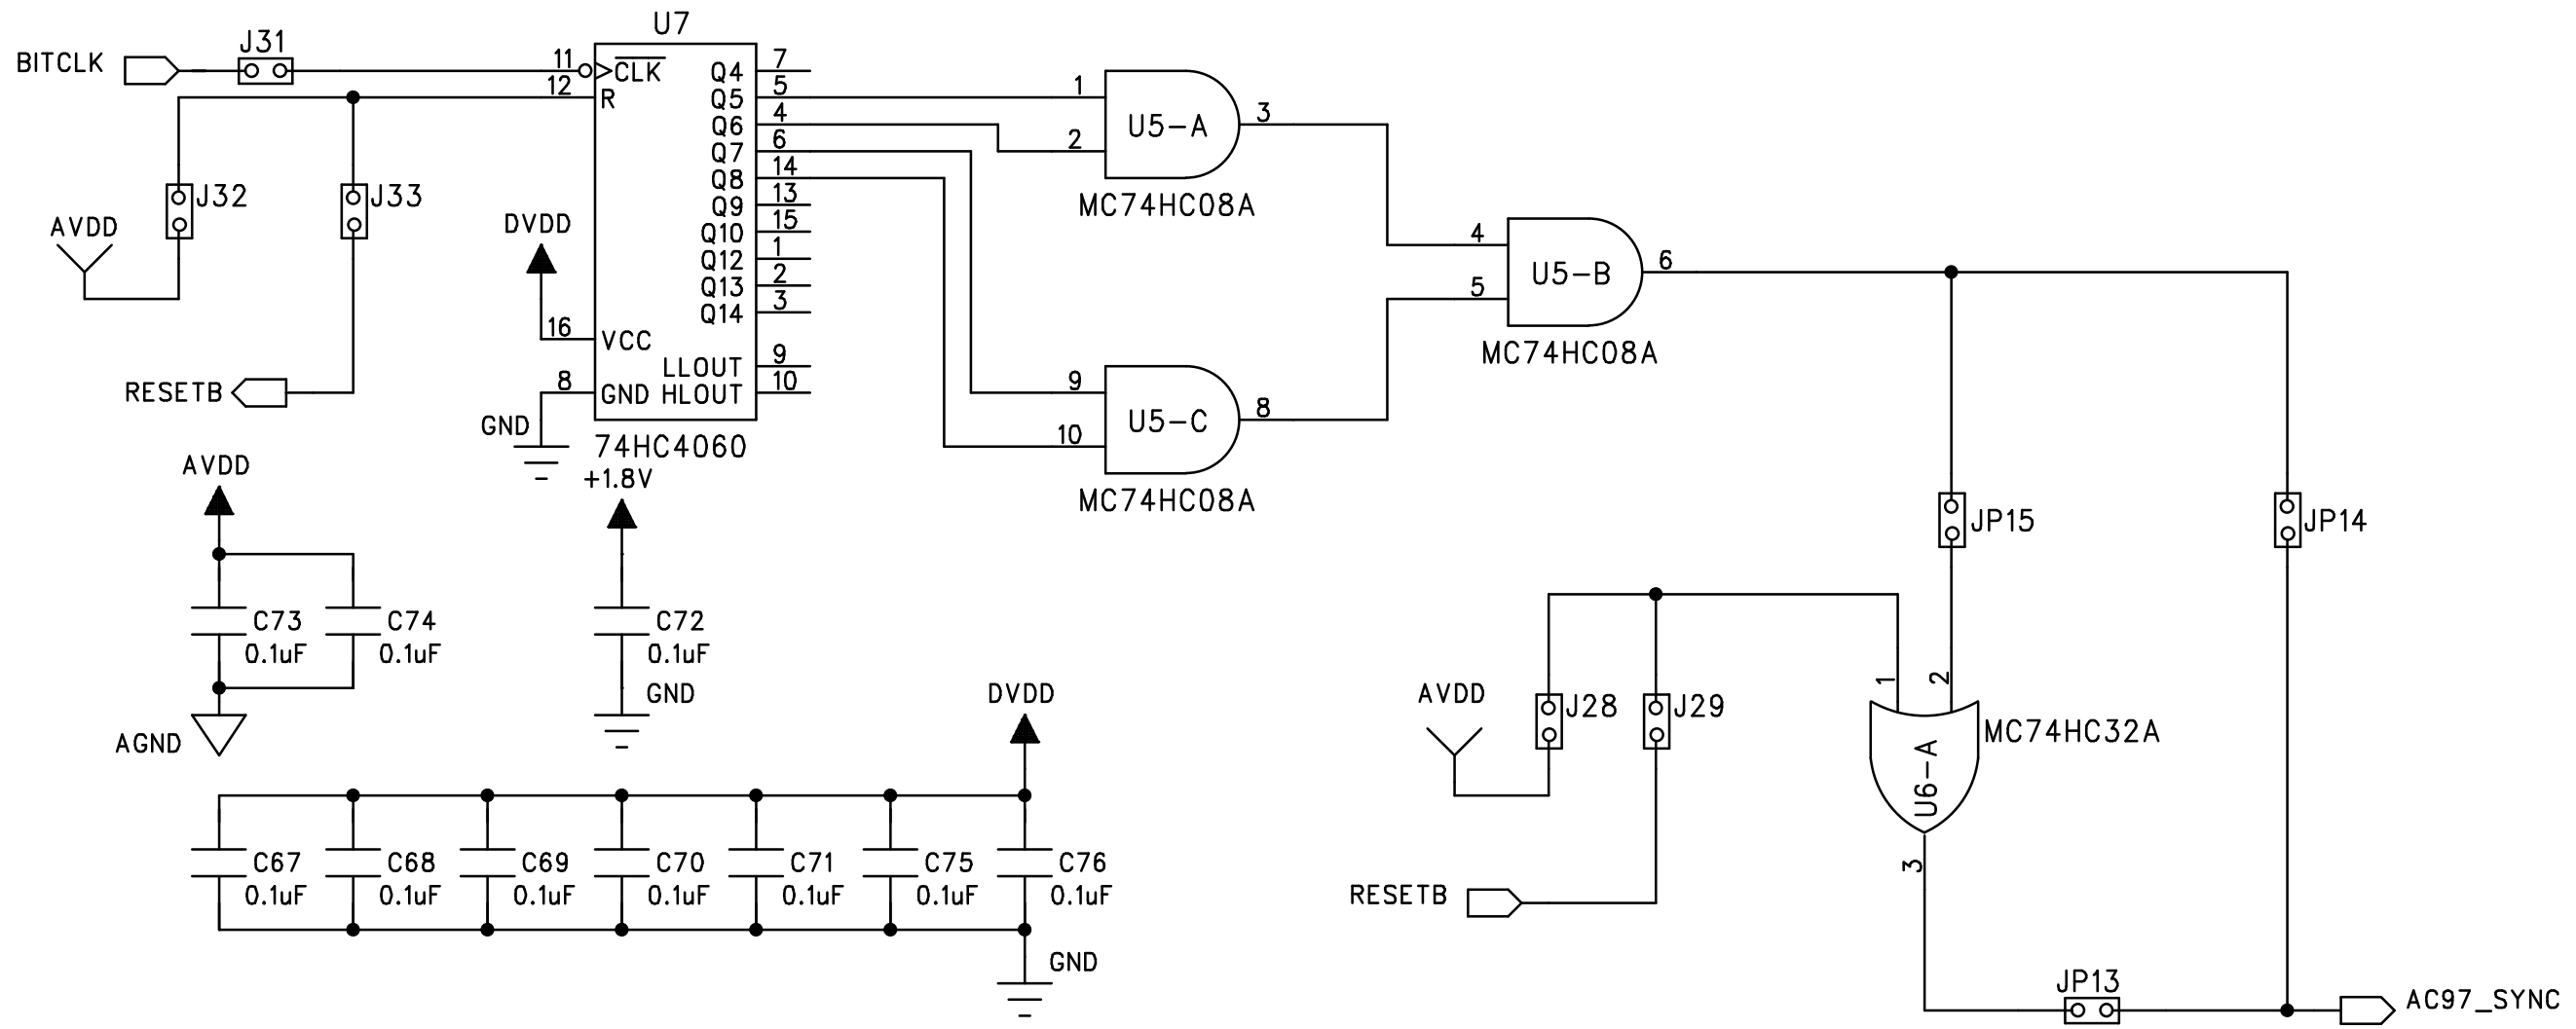 U7
BITCLK
J31
11
CLK
12
R
Q4
7
Q5
5
Q6
4
Q7
6
Q8
14
Q9
13
Q10
15
Q12
1
Q13
2
Q14
3
16
VCC
LLOUT
9
8
GND
HLOUT
10
74HC4060
DVDD
GND
J32
J33
AVDD
RESETB
1
2
U5-A
3
MC74HC08A
9
10
U5-C
8
MC74HC08A
4
5
U5-B
6
MC74HC08A
JP15
JP14
AVDD
C73
0.1uF
C74
0.1uF
AGND
+1.8V
C72
0.1uF
GND
DVDD
C67
0.1uF
C68
0.1uF
C69
0.1uF
C70
0.1uF
C71
0.1uF
C75
0.1uF
C76
0.1uF
GND
AVDD
J28
J29
RESETB
1
2
MC74HC32A
U6-A
3
JP13
AC97_SYNC